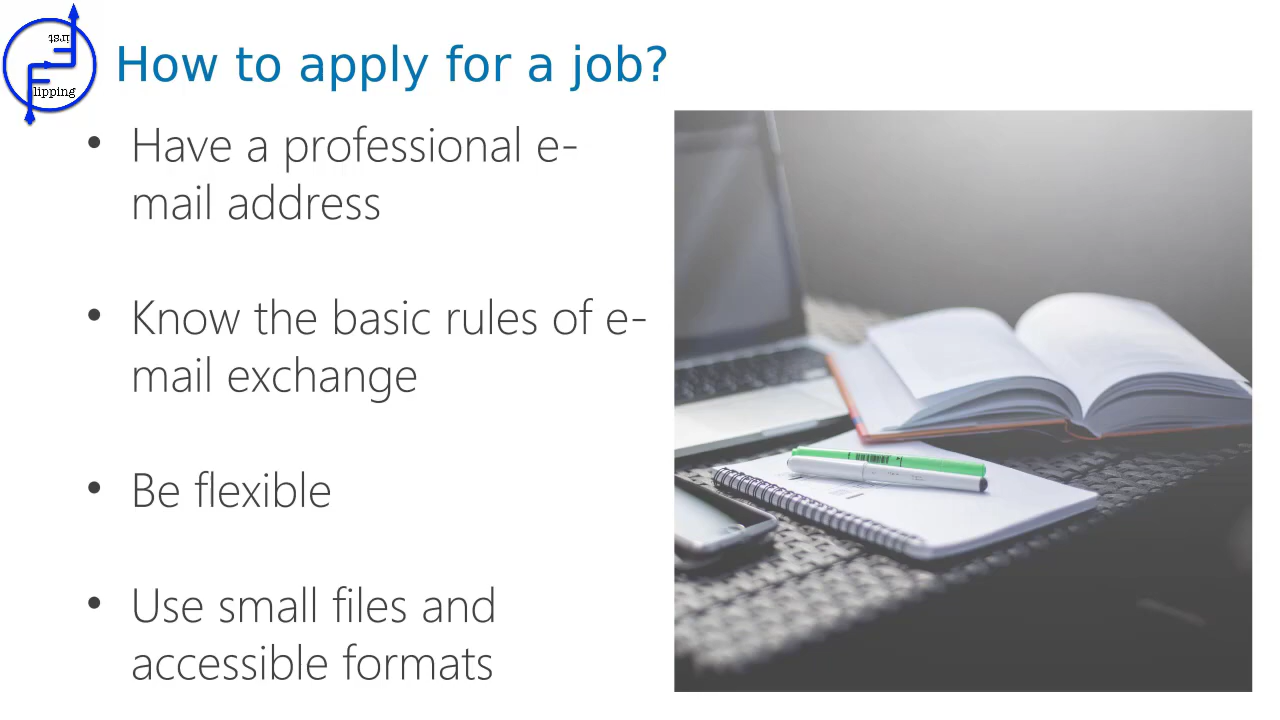 First
lipping
How to apply for a job?
• Have a professional e-
mail address
• Know the basic rules of e-
mail exchange
• Be flexible
• Use small files and
accessible formats